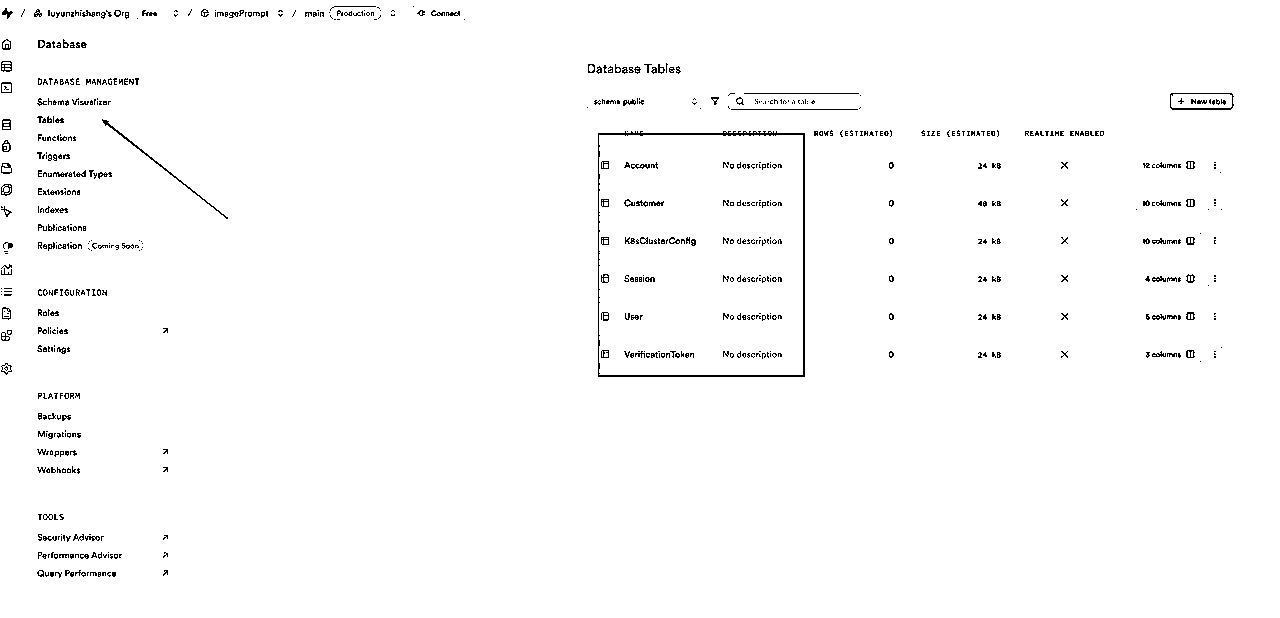 / luyunzhishang's Org Free / imagePrompt / main Production Connect
Database
DATABASE MANAGEMENT
Schema Visualizer
Tables
Functions
Triggers
Enumerated Types
Extensions
Indexes
Publications
Replication Coming Soon
CONFIGURATION
Roles
Policies
Settings
PLATFORM
Backups
Migrations
Wrappers
Webhooks
TOOLS
Security Advisor
Performance Advisor
Query Performance
Database Tables
schema public Search for a table New table
NAME DESCRIPTION ROWS (ESTIMATED) SIZE (ESTIMATED) REALTIME ENABLED
Account No description 0 24 kB 12 columns
Customer No description 0 48 kB 10 columns
K8sClusterConfig No description 0 24 kB 10 columns
Session No description 0 24 kB 4 columns
User No description 0 24 kB 5 columns
VerificationToken No description 0 24 kB 3 columns